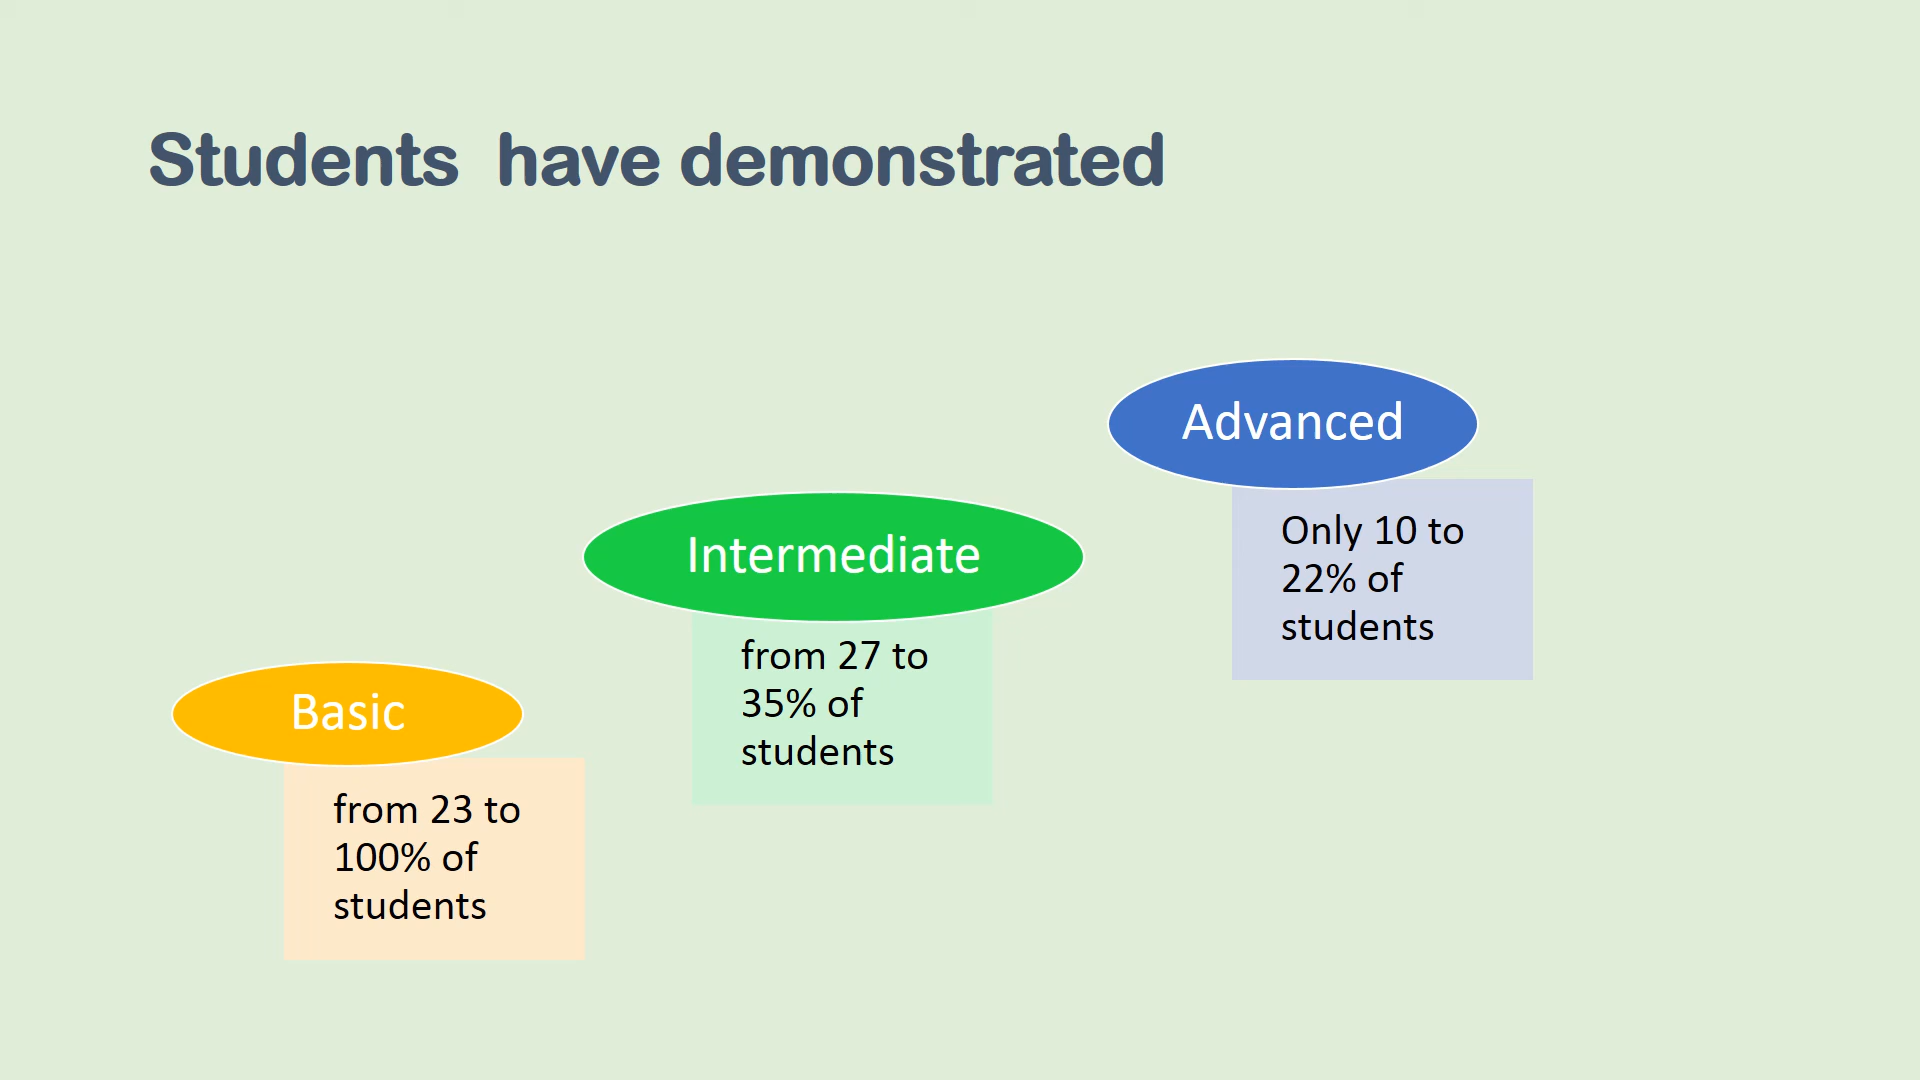 Students  have demonstrated
Basic
from 23 to
100% of
students
Intermediate
from 27 to
35% of
students
Advanced
Only 10 to
22% of
students